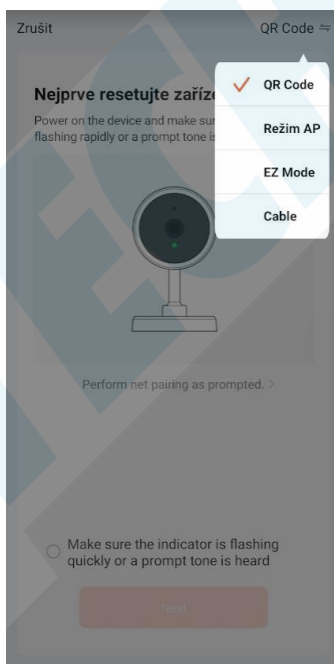 Zrušit
QR Code
Nejprve resetujte zaříze
Power on the device and make sur
flashing rapidly or a prompt tone is
QR Code
Režim AP
EZ Mode
Cable
Perform net pairing as prompted. >
Make sure the indicator is flashing
quickly or a prompt tone is heard
Next